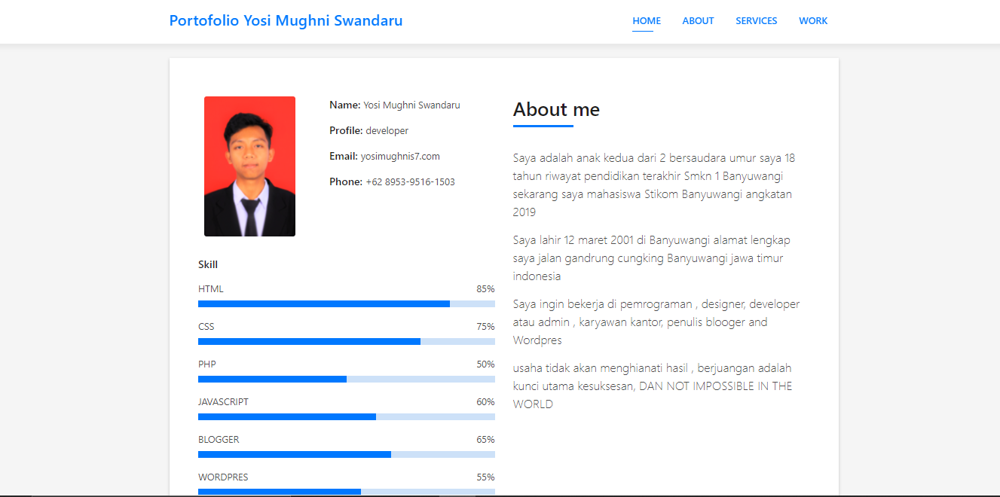 Portofolio Yosi Mughni Swandaru
HOME ABOUT SERVICES WORK
Name: Yosi Mughni Swandaru
Profile: developer
Email: yosimughnis7.com
Phone: +62 8953-9516-1503
Skill
HTML 85%
CSS 75%
PHP 50%
JAVASCRIPT 60%
BLOGGER 65%
WORDPRES 55%
About me
Saya adalah anak kedua dari 2 bersaudara umur saya 18
tahun riwayat pendidikan terakhir Smkn 1 Banyuwangi
sekarang saya mahasiswa Stikom Banyuwangi angkatan
2019
Saya lahir 12 maret 2001 di Banyuwangi alamat lengkap
saya jalan gandrung cungking Banyuwangi jawa timur
indonesia
Saya ingin bekerja di pemrograman , designer, developer
atau admin , karyawan kantor, penulis blooger and
Wordpres
usaha tidak akan menghianati hasil , berjuangan adalah
kunci utama kesuksesan, DAN NOT IMPOSSIBLE IN THE
WORLD